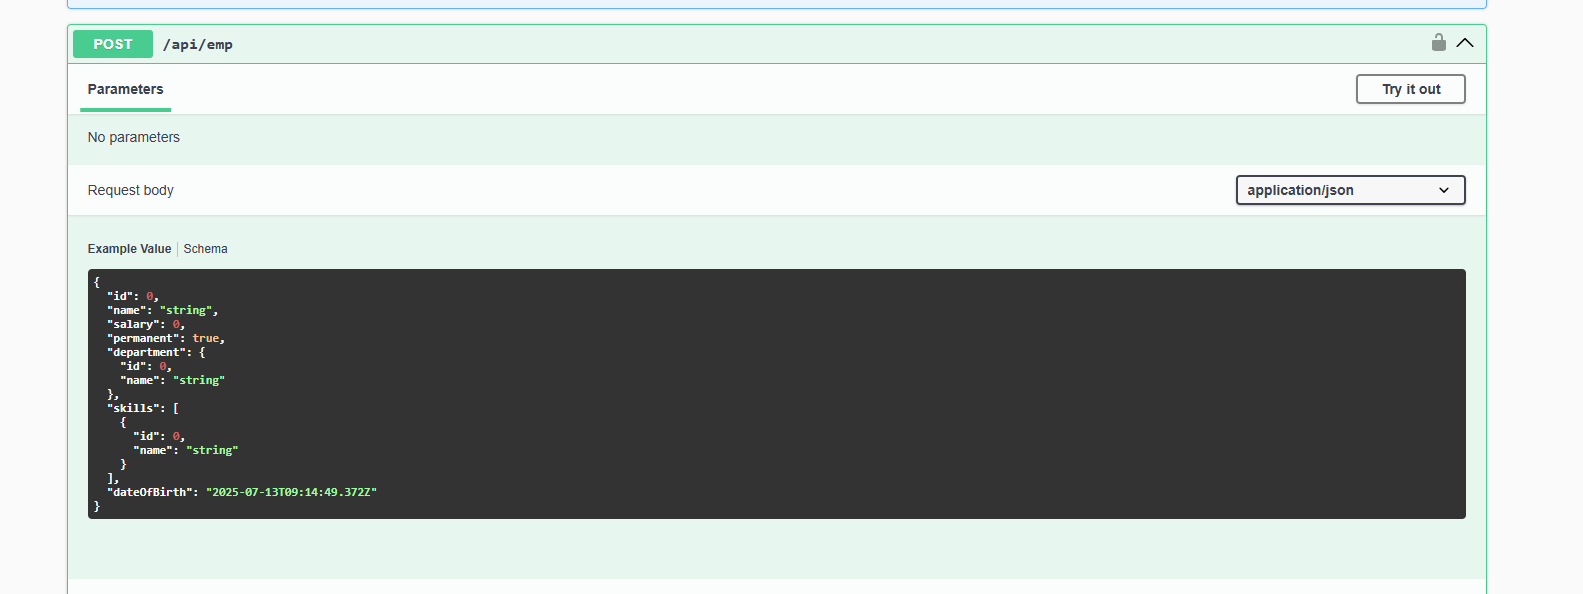 POST /api/emp
Parameters
Try it out
No parameters
Request body
application/json
Example Value
Schema
{
  "id": 0,
  "name": "string",
  "salary": 0,
  "permanent": true,
  "department": {
    "id": 0,
    "name": "string"
  },
  "skills": [
    {
      "id": 0,
      "name": "string"
    }
  ],
  "dateOfBirth": "2025-07-13T09:14:49.372Z"
}